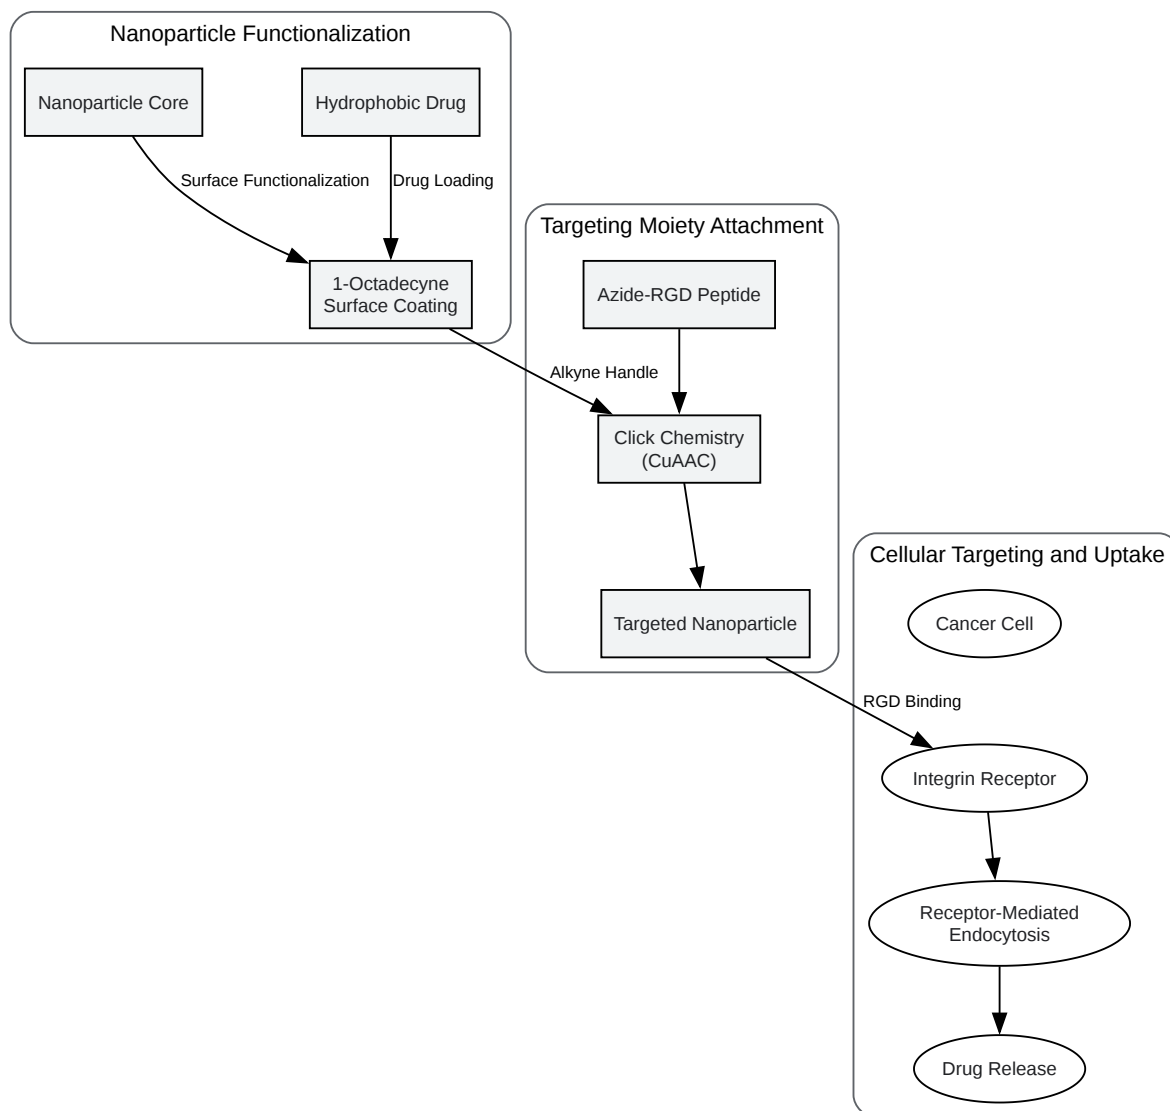 Nanoparticle Functionalization
Nanoparticle Core
Hydrophobic Drug
Surface Functionalization
Drug Loading
1-Octadecyne
Surface Coating
Targeting Moiety Attachment
Azide-RGD Peptide
Alkyne Handle
Click Chemistry
(CuAAC)
Targeted Nanoparticle
Cellular Targeting and Uptake
Cancer Cell
RGD Binding
Integrin Receptor
Receptor-Mediated
Endocytosis
Drug Release